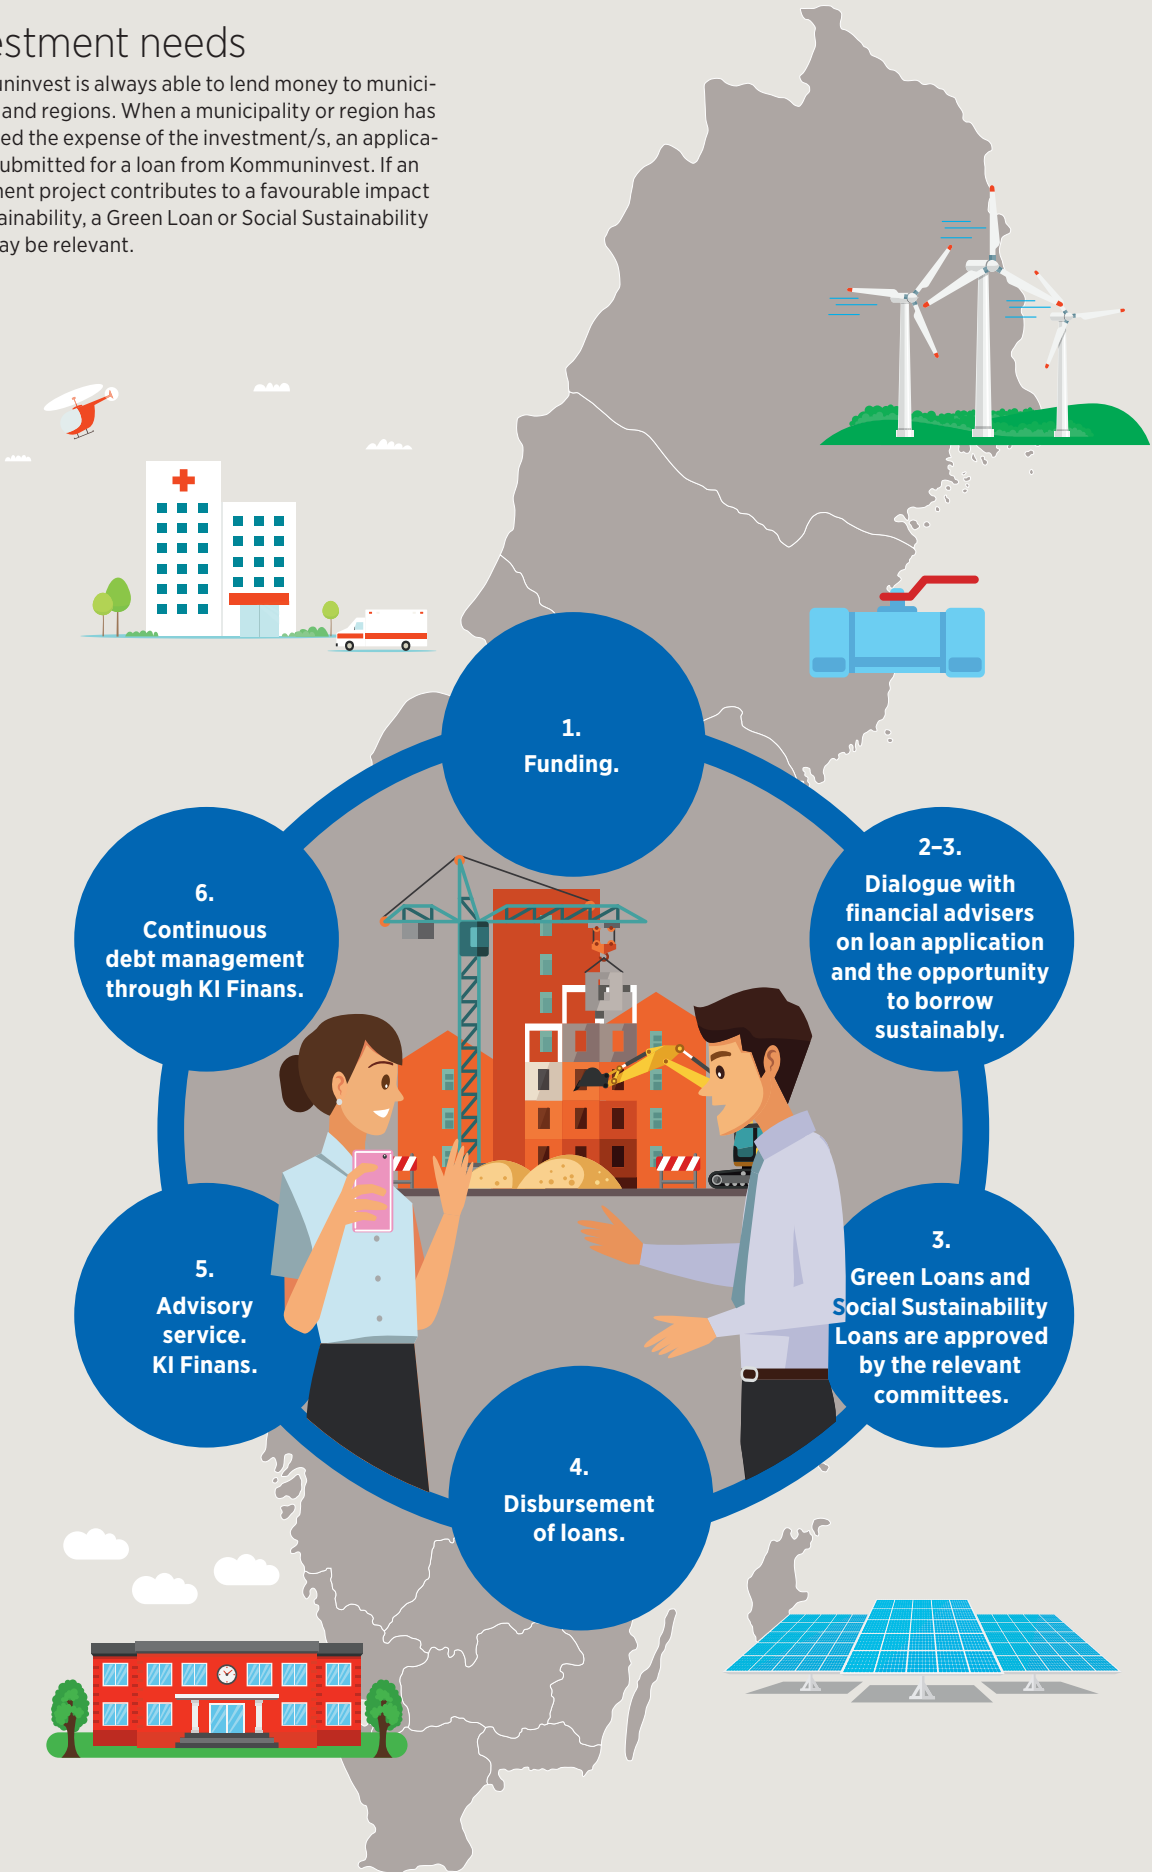 estment needs
uninvest is always able to lend money to munici-
and regions. When a municipality or region has
ed the expense of the investment/s, an applica-
ubmitted for a loan from Kommuninvest. If an
nent project contributes to a favourable impact
ainability, a Green Loan or Social Sustainability
ay be relevant.
1.
Funding.
2–3.
Dialogue with
financial advisers
on loan application
and the opportunity
to borrow
sustainably.
3.
Green Loans and
Social Sustainability
Loans are approved
by the relevant
committees.
4.
Disbursement
of loans.
5.
Advisory
service.
KI Finans.
6.
Continuous
debt management
through KI Finans.